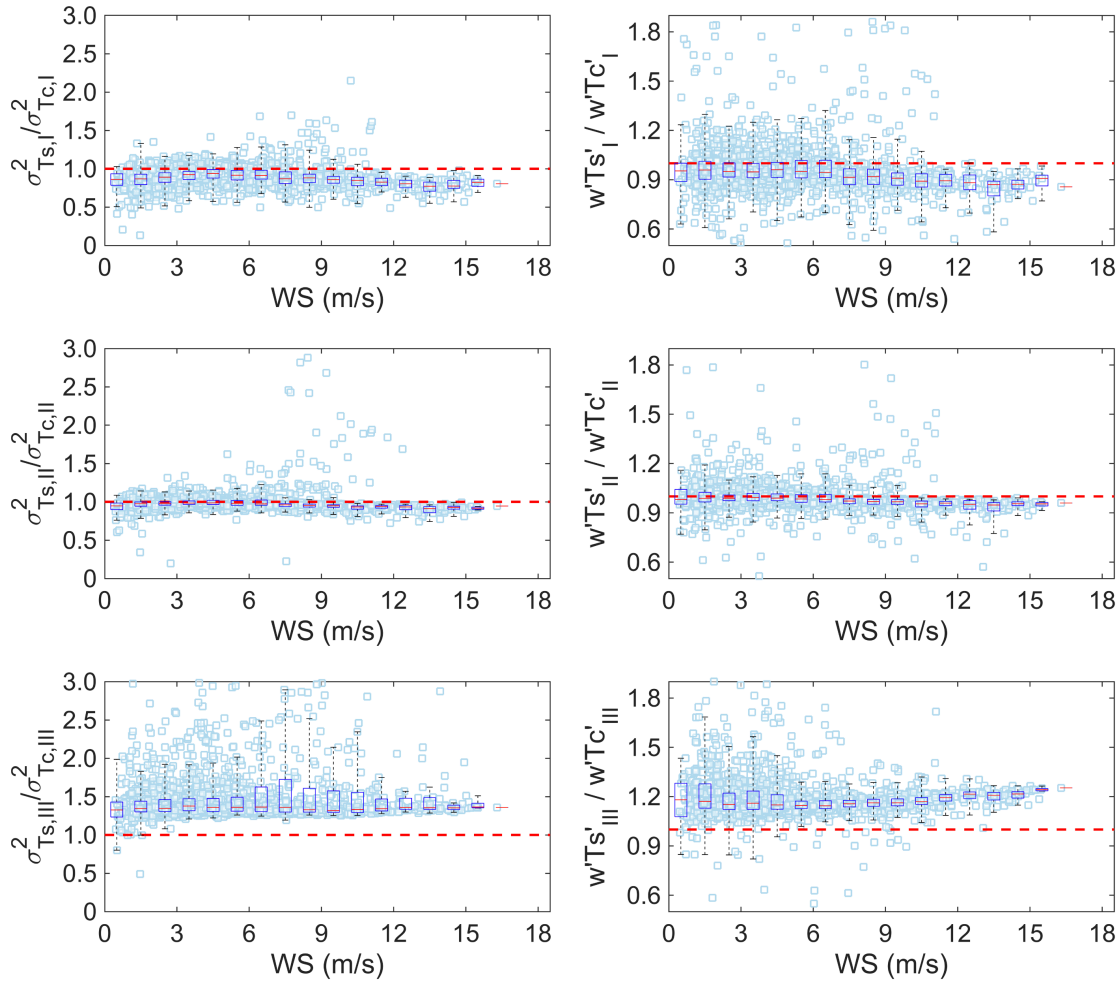 σ²Ts,I/σ²Tc,I
3.0
2.5
2.0
1.5
1.0
0.5
0
0 3 6 9 12 15 18
WS (m/s)
w'Ts'I / w'Tc'I
1.8
1.5
1.2
0.9
0.6
0 3 6 9 12 15 18
WS (m/s)
σ²Ts,II/σ²Tc,II
3.0
2.5
2.0
1.5
1.0
0.5
0
0 3 6 9 12 15 18
WS (m/s)
w'Ts'II / w'Tc'II
1.8
1.5
1.2
0.9
0.6
0 3 6 9 12 15 18
WS (m/s)
σ²Ts,III/σ²Tc,III
3.0
2.5
2.0
1.5
1.0
0.5
0
0 3 6 9 12 15 18
WS (m/s)
w'Ts'III / w'Tc'III
1.8
1.5
1.2
0.9
0.6
0 3 6 9 12 15 18
WS (m/s)